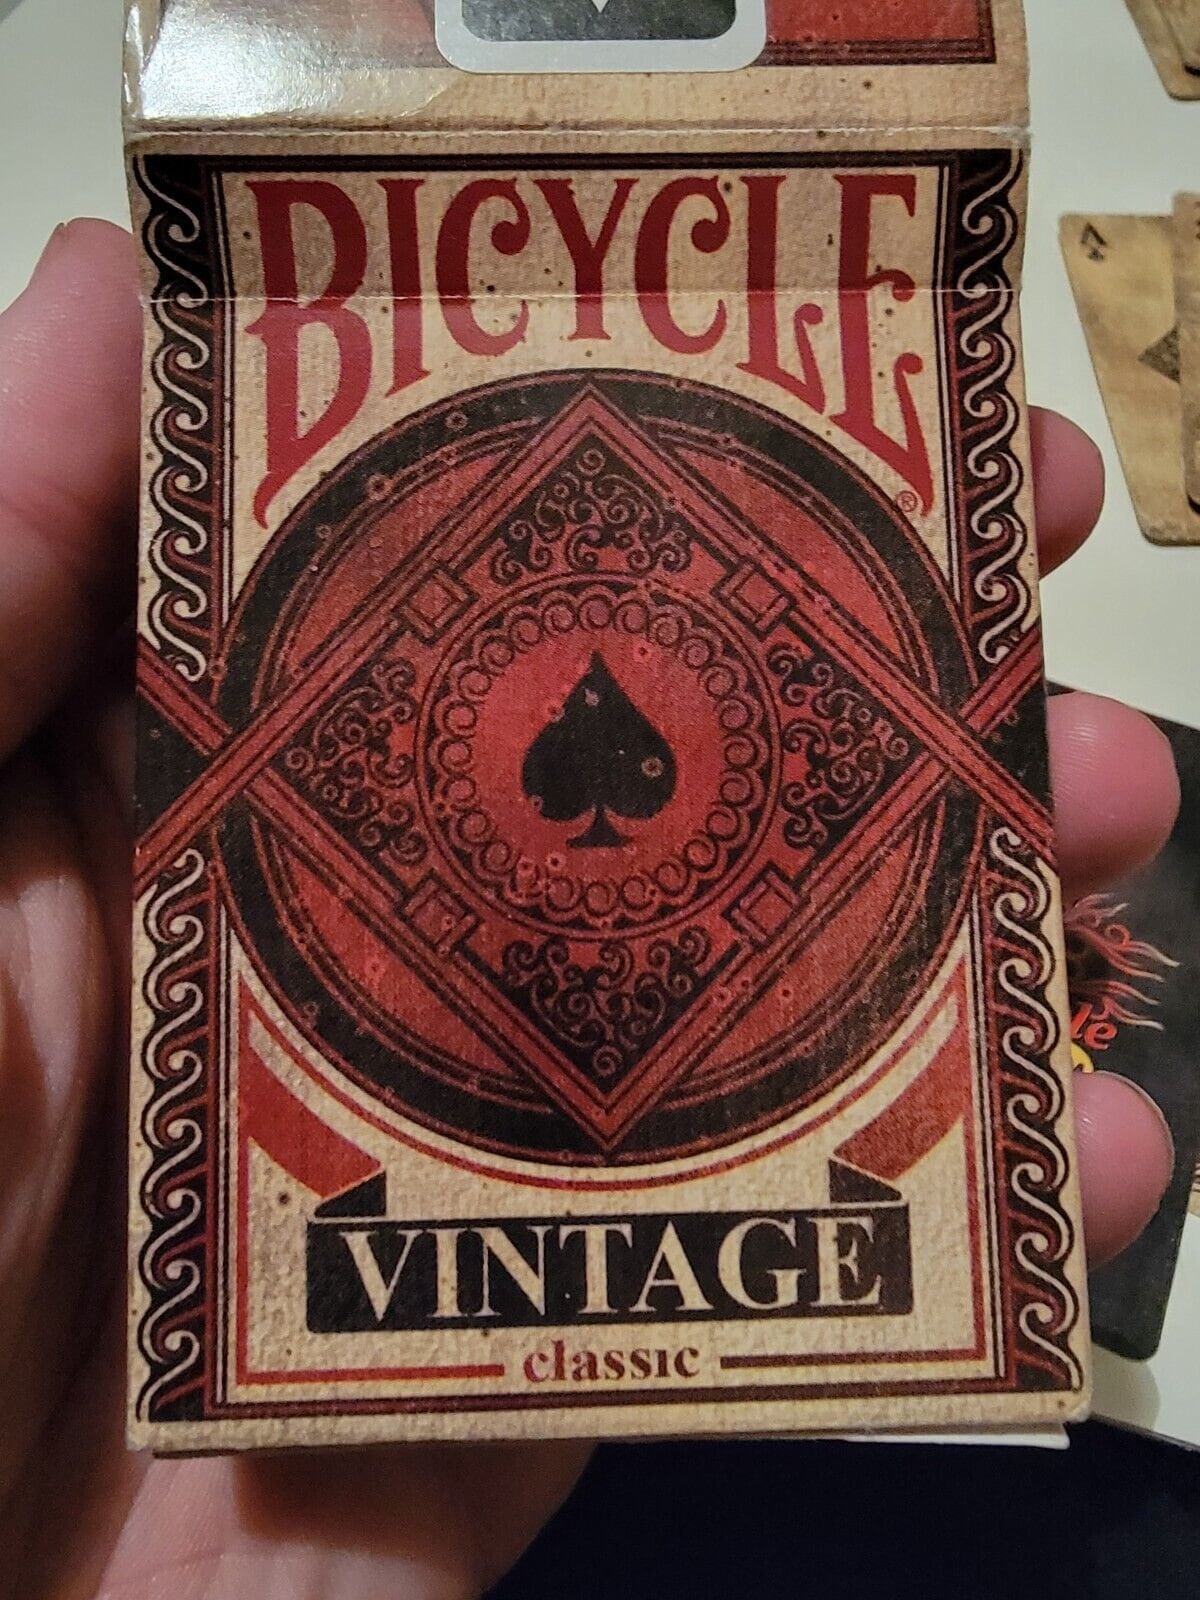 BICYCLE
®
VINTAGE
classic